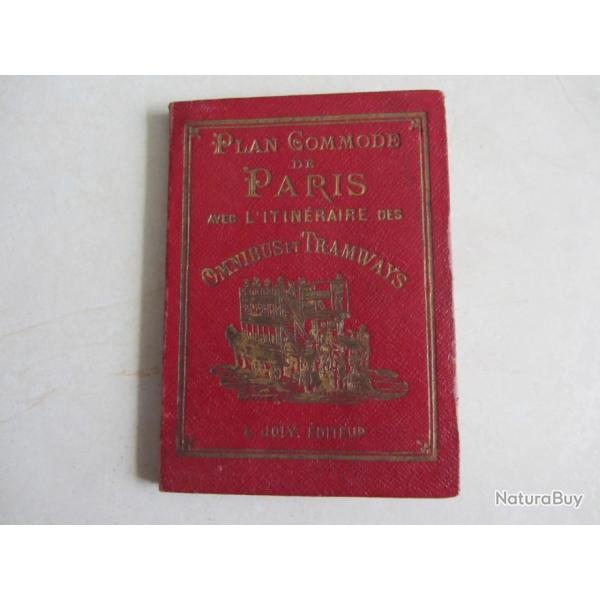 PLAN COMMODE
DE
PARIS
AVEC L'ITINÉRAIRE DES
OMNIBUS ET TRAMWAYS
JOLY, ÉDITEUR
NaturaBuy